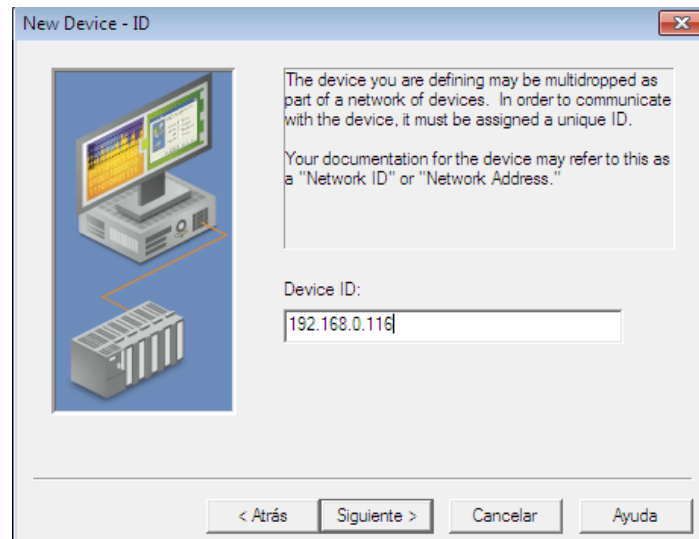 New Device - ID
The device you are defining may be multidropped as
part of a network of devices.  In order to communicate
with the device, it must be assigned a unique ID.
Your documentation for the device may refer to this as
a "Network ID" or "Network Address."
Device ID:
192.168.0.116
< Atrás
Siguiente >
Cancelar
Ayuda